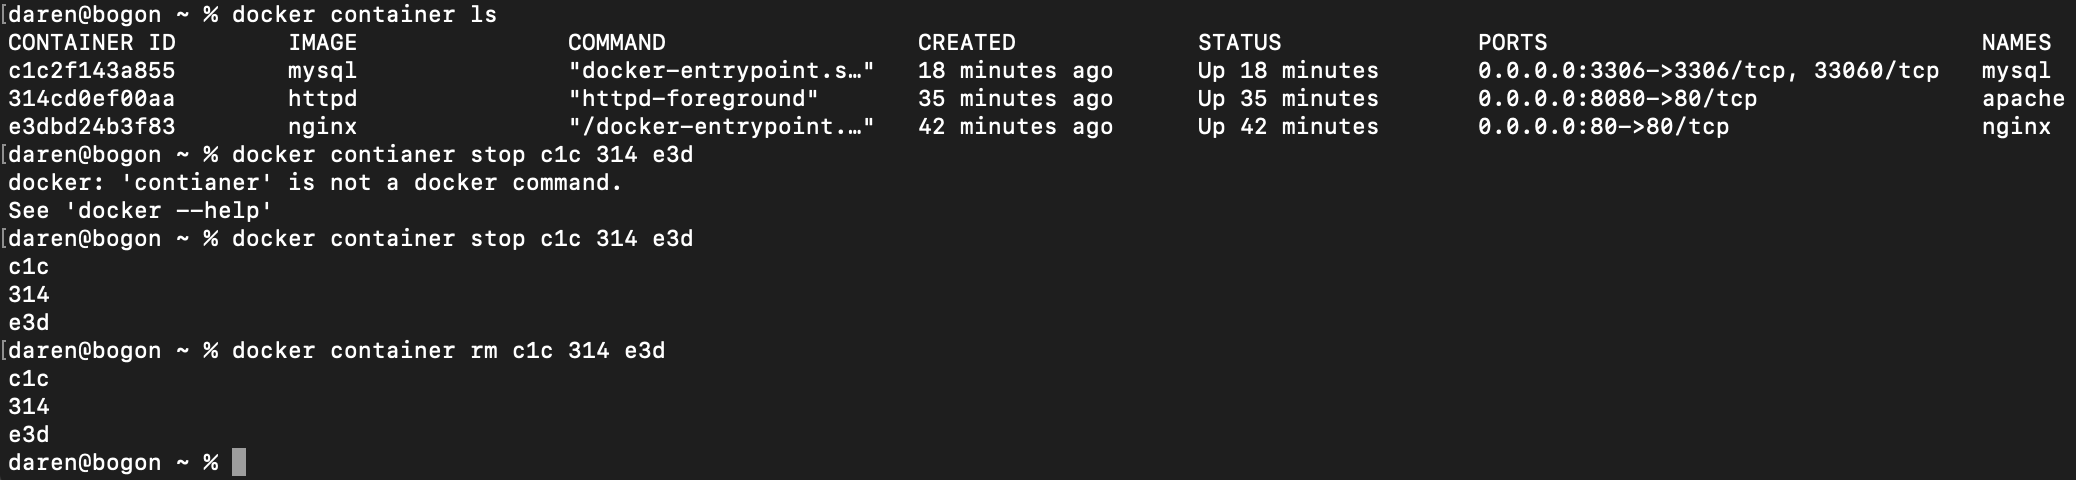 [daren@bogon ~ % docker container ls
CONTAINER ID        IMAGE               COMMAND                  CREATED             STATUS              PORTS                               NAMES
c1c2f143a855        mysql               "docker-entrypoint.s…"   18 minutes ago      Up 18 minutes       0.0.0.0:3306->3306/tcp, 33060/tcp   mysql
314cd0ef00aa        httpd               "httpd-foreground"       35 minutes ago      Up 35 minutes       0.0.0.0:8080->80/tcp                apache
e3dbd24b3f83        nginx               "/docker-entrypoint.…"   42 minutes ago      Up 42 minutes       0.0.0.0:80->80/tcp                  nginx
[daren@bogon ~ % docker contianer stop c1c 314 e3d
docker: 'contianer' is not a docker command.
See 'docker --help'
[daren@bogon ~ % docker container stop c1c 314 e3d
c1c
314
e3d
[daren@bogon ~ % docker container rm c1c 314 e3d
c1c
314
e3d
daren@bogon ~ %